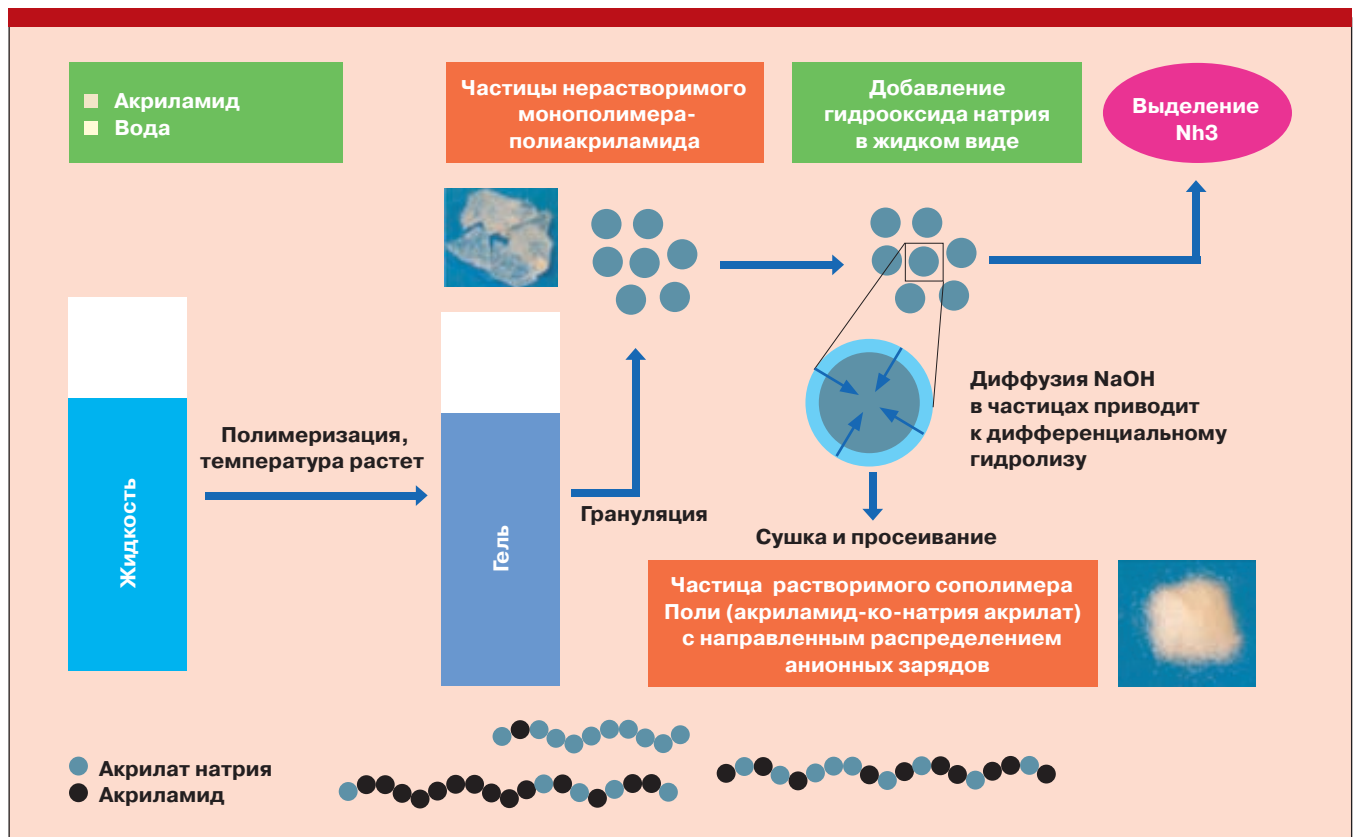 Акриламид
Вода
Частицы нерастворимого
монополимера-
полиакриламида
Добавление
гидрооксида натрия
в жидком виде
Выделение
Nh3
Полимеризация,
температура растет
Жидкость
Гель
Грануляция
Диффузия NaOH
в частицах приводит
к дифференциальному
гидролизу
Сушка и просеивание
Частица растворимого сополимера
Поли (акриламид-ко-натрия акрилат)
с направленным распределением
анионных зарядов
Акрилат натрия
Акриламид